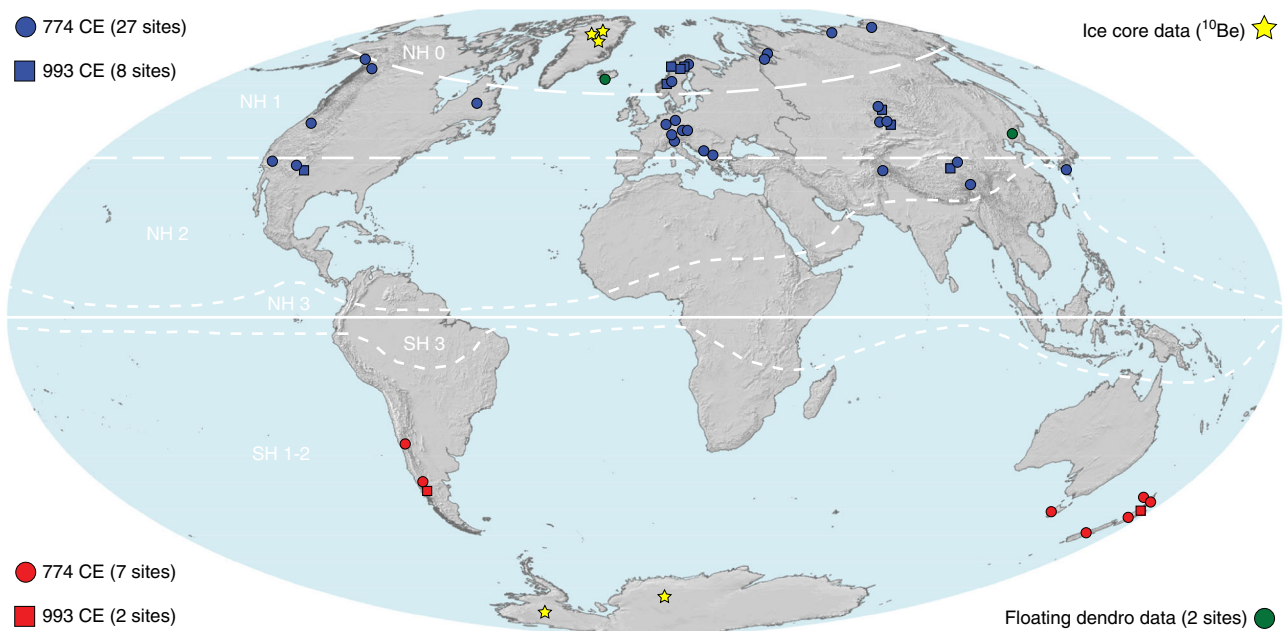 774 CE (27 sites)
Ice core data (¹⁰Be)
NH 0
993 CE (8 sites)
NH 1
NH 2
NH 3
SH 3
SH 1-2
774 CE (7 sites)
993 CE (2 sites)
Floating dendro data (2 sites)